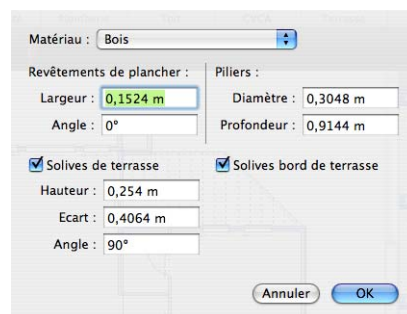 Matériau : Bois
Revêtements de plancher : Piliers :
Largeur : 0,1524 m Diamètre : 0,3048 m
Angle : 0° Profondeur : 0,9144 m
Solives de terrasse Solives bord de terrasse
Hauteur : 0,254 m
Ecart : 0,4064 m
Angle : 90°
Annuler OK